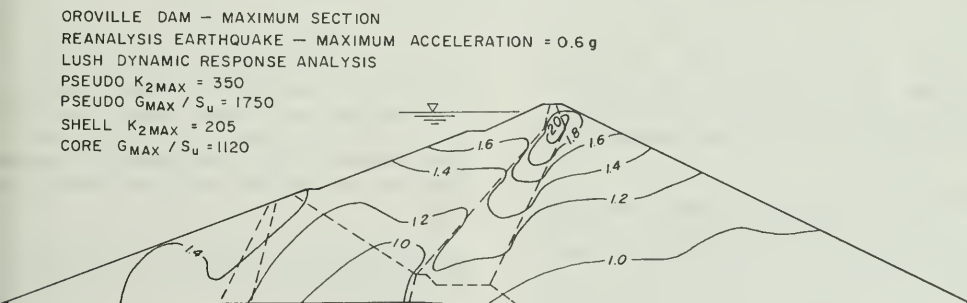 OROVILLE DAM — MAXIMUM SECTION
REANALYSIS EARTHQUAKE — MAXIMUM ACCELERATION = 0.6 g
LUSH DYNAMIC RESPONSE ANALYSIS
PSEUDO K2MAX = 350
PSEUDO GMAX / Su = 1750
SHELL K2MAX = 205
CORE GMAX / Su = 1120
2.0
1.8
1.6
1.6
1.4
1.4
1.2
1.2
1.4
1.0
1.0